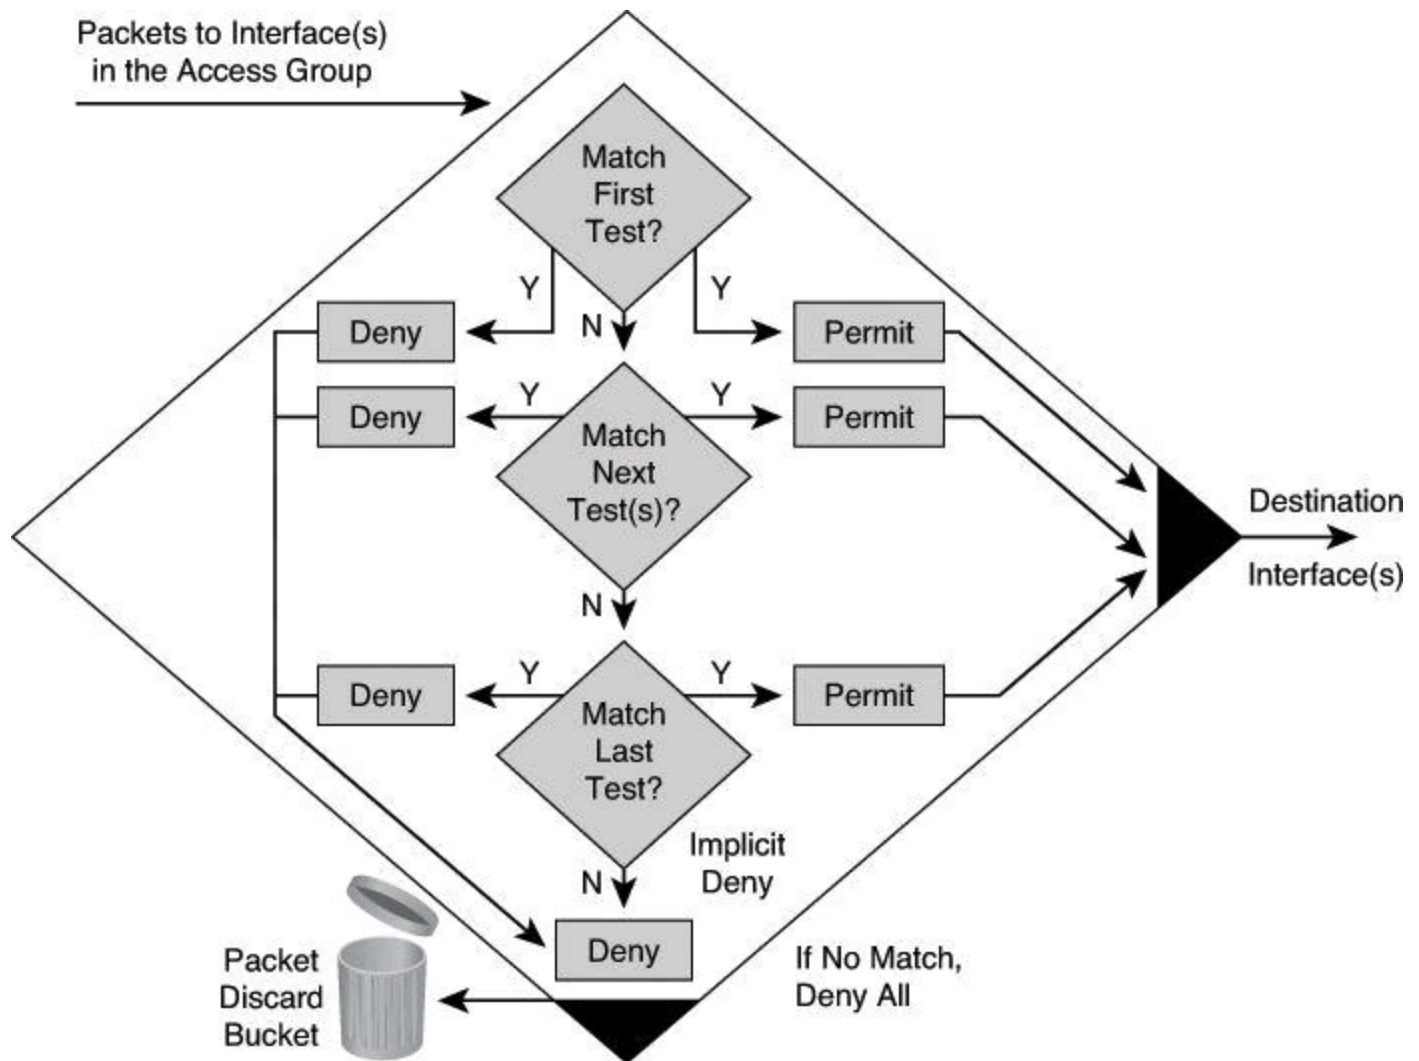 Packets to Interface(s)
in the Access Group
Match
First
Test?
Y
Y
Deny
N
Permit
Deny
Y
Y
Permit
Match
Next
Test(s)?
Destination
Interface(s)
N
Deny
Y
Y
Permit
Match
Last
Test?
Implicit
Deny
N
Deny
If No Match,
Deny All
Packet
Discard
Bucket